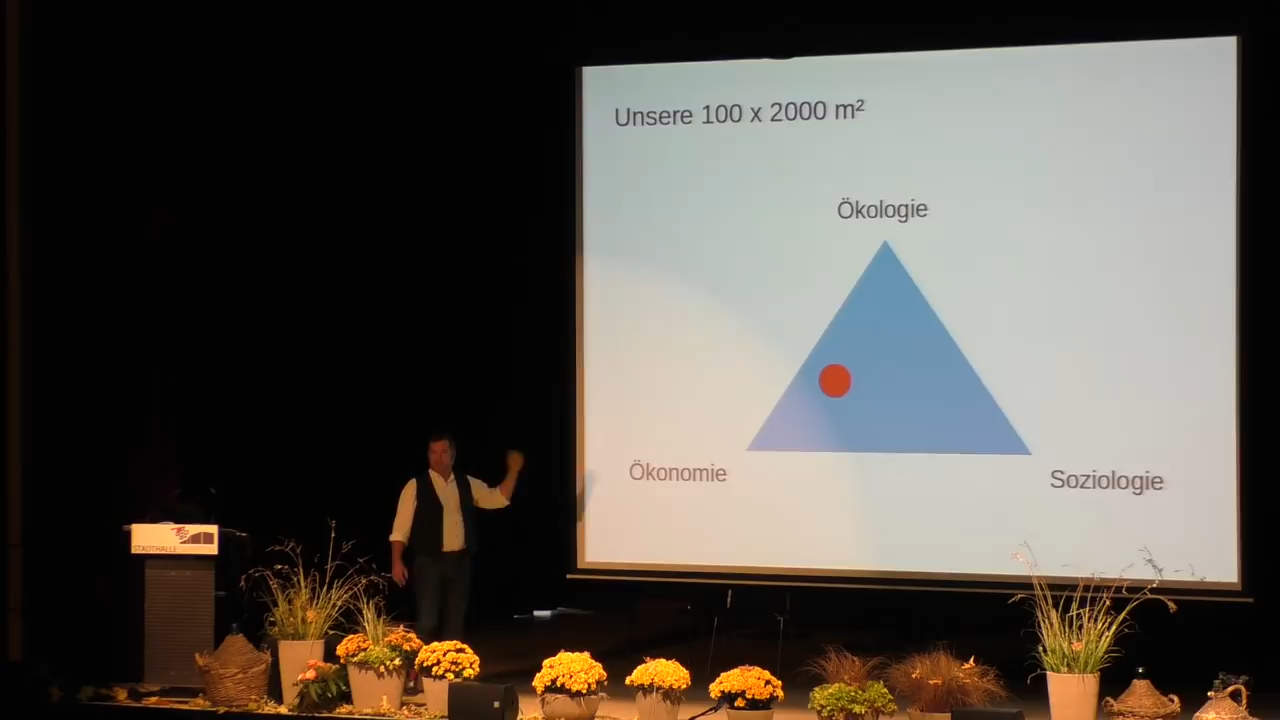 Unsere 100 x 2000 m²
Ökologie
Ökonomie
Soziologie
STADTHALLE